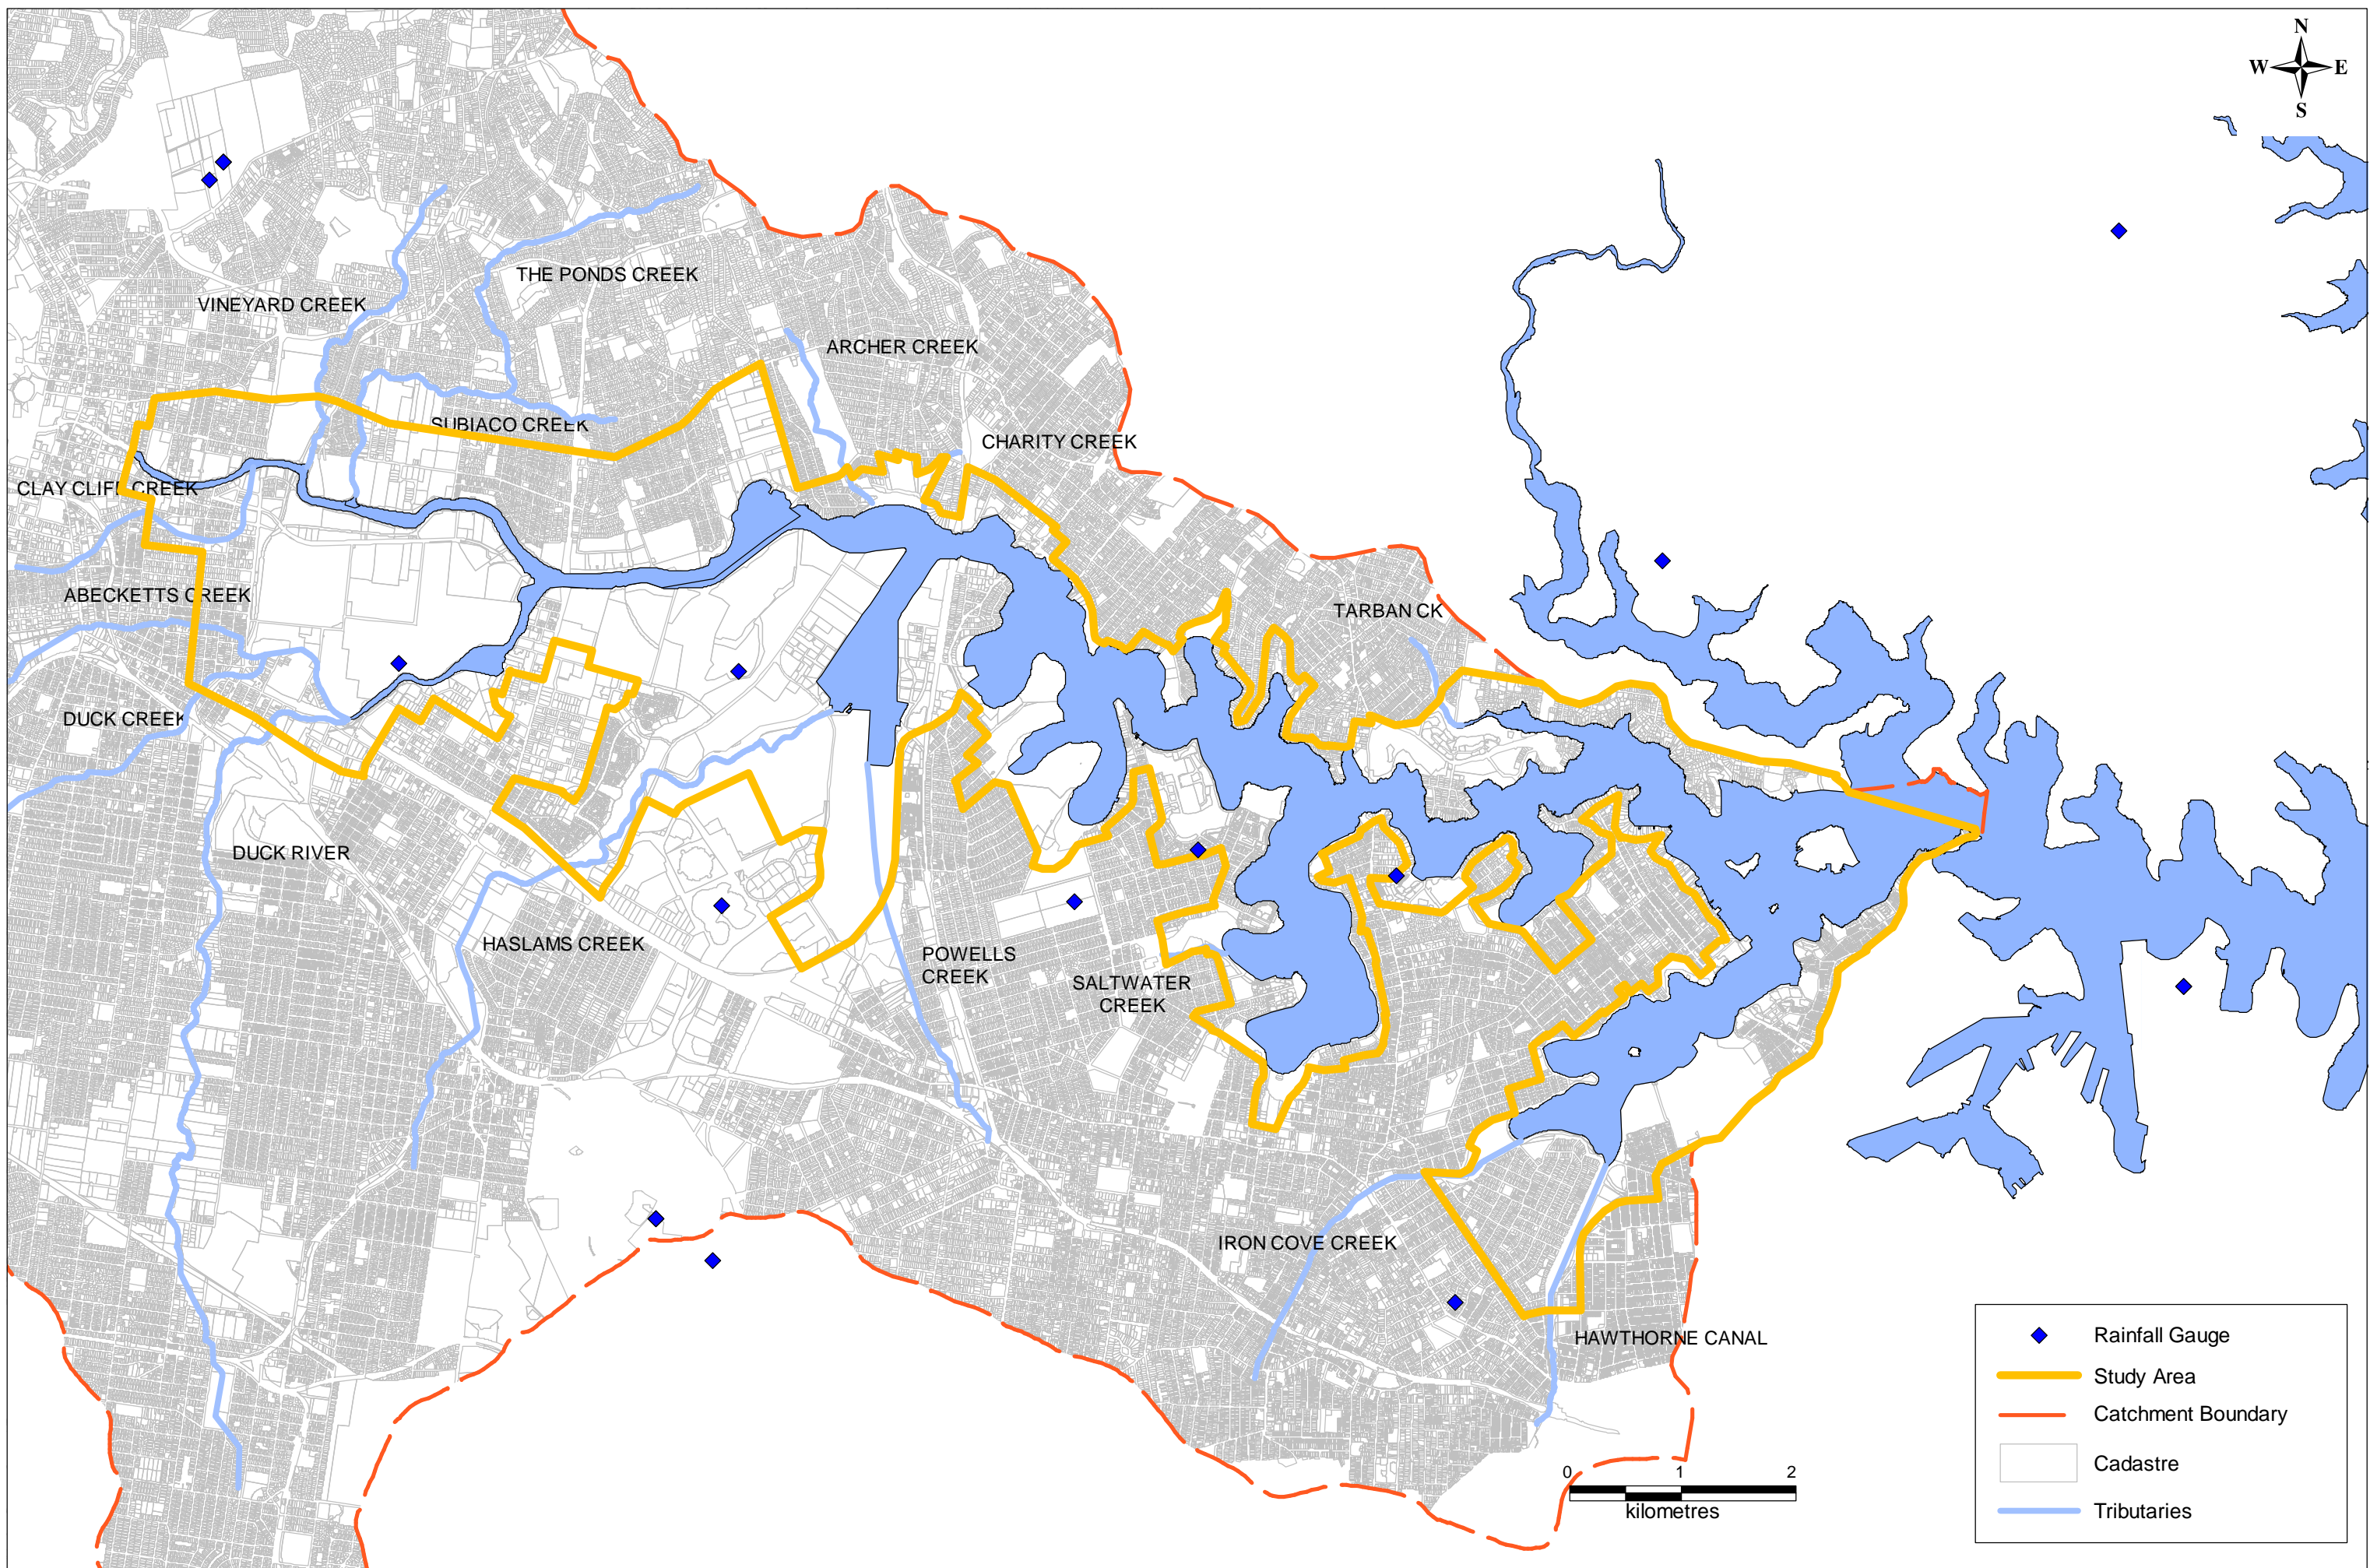 N
W E
S
THE PONDS CREEK
VINEYARD CREEK
ARCHER CREEK
SUBIACO CREEK
CHARITY CREEK
CLAY CLIFF CREEK
ABECKETTS CREEK
TARBAN CK
DUCK CREEK
DUCK RIVER
HASLAMS CREEK
POWELLS
CREEK
SALTWATER
CREEK
IRON COVE CREEK
HAWTHORNE CANAL
0 1 2
kilometres
Rainfall Gauge
Study Area
Catchment Boundary
Cadastre
Tributaries